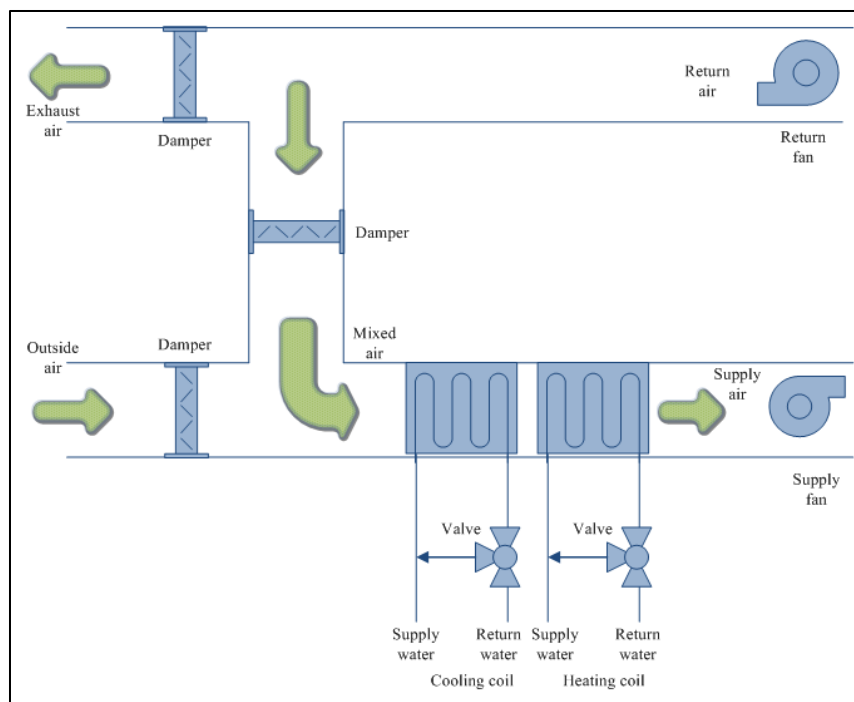 Exhaust
air
Damper
Return
air
Return
fan
Damper
Outside
air
Damper
Mixed
air
Supply
air
Supply
fan
Valve
Valve
Supply
water
Return
water
Supply
water
Return
water
Cooling coil
Heating coil